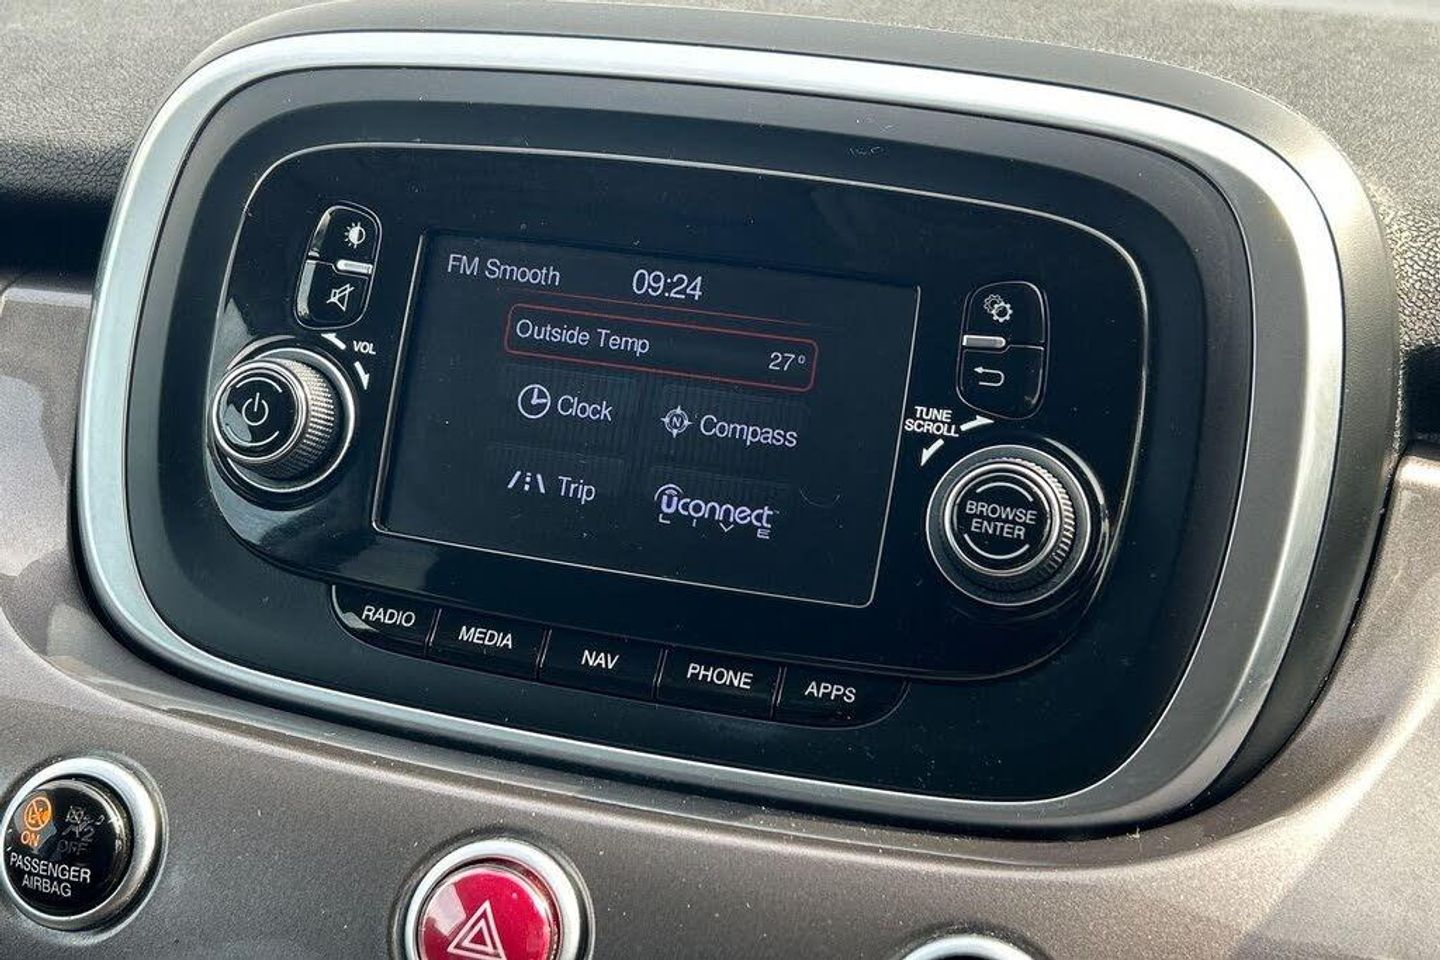 FM Smooth 09:24
Outside Temp 27°
Clock
Compass
N
Trip
Uconnect
LIVE
VOL
TUNE
SCROLL
BROWSE
ENTER
RADIO
MEDIA
NAV
PHONE
APPS
ON
2
OFF
PASSENGER
AIRBAG